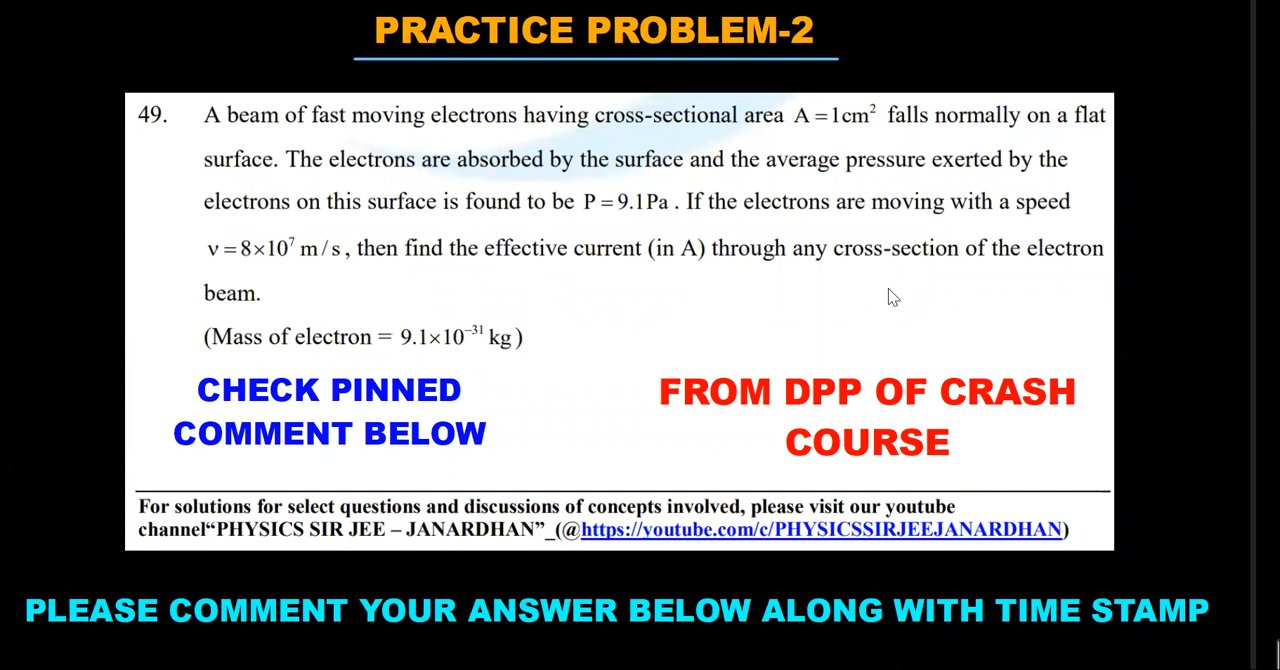 PRACTICE PROBLEM-2
49. A beam of fast moving electrons having cross-sectional area A = 1 cm² falls normally on a flat
surface. The electrons are absorbed by the surface and the average pressure exerted by the
electrons on this surface is found to be P = 9.1 Pa . If the electrons are moving with a speed
v = 8×10⁷ m / s , then find the effective current (in A) through any cross-section of the electron
beam.
(Mass of electron = 9.1×10⁻³¹ kg )
CHECK PINNED
COMMENT BELOW
FROM DPP OF CRASH
COURSE
For solutions for select questions and discussions of concepts involved, please visit our youtube
channel“PHYSICS SIR JEE – JANARDHAN”_(@https://youtube.com/c/PHYSICSSIRJEEJANARDHAN)
PLEASE COMMENT YOUR ANSWER BELOW ALONG WITH TIME STAMP